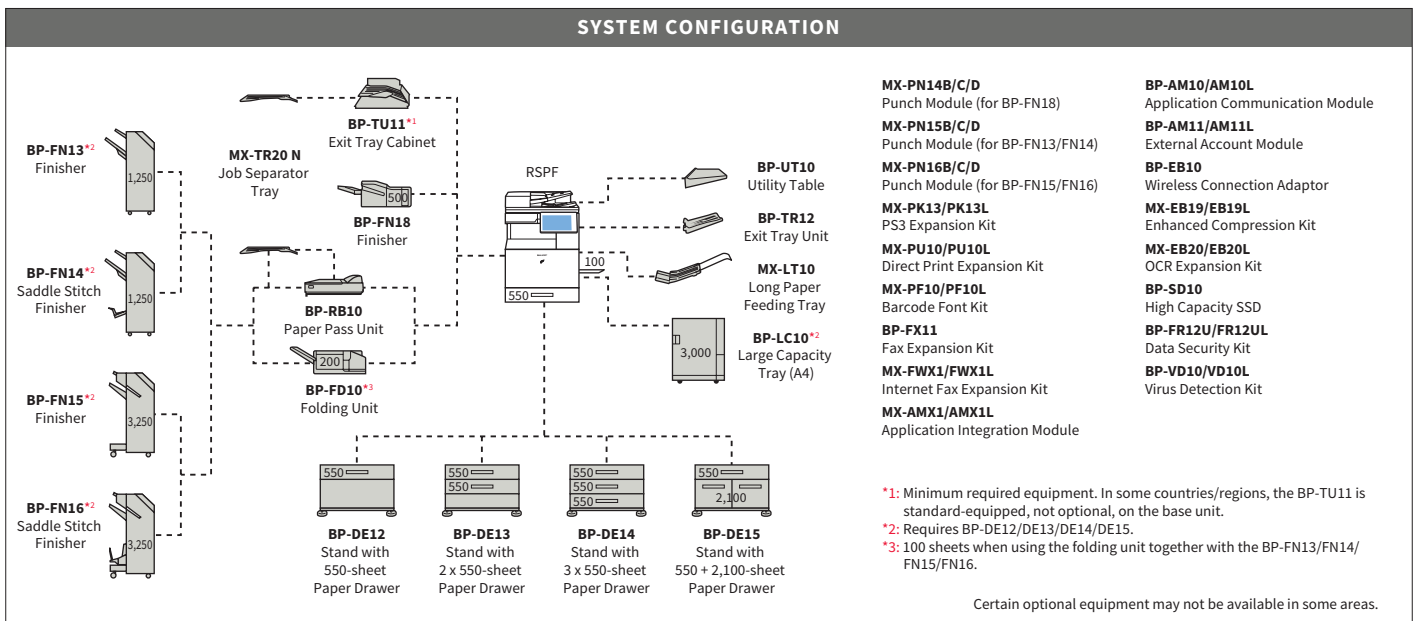 SYSTEM CONFIGURATION
BP-FN13*2
Finisher
1,250
BP-FN14*2
Saddle Stitch
Finisher
1,250
BP-FN15*2
Finisher
3,250
BP-FN16*2
Saddle Stitch
Finisher
3,250
MX-TR20 N
Job Separator
Tray
BP-TU11*1
Exit Tray Cabinet
500
BP-FN18
Finisher
BP-RB10
Paper Pass Unit
200
BP-FD10*3
Folding Unit
RSPF
100
550
BP-UT10
Utility Table
BP-TR12
Exit Tray Unit
MX-LT10
Long Paper
Feeding Tray
3,000
BP-LC10*2
Large Capacity
Tray (A4)
550
BP-DE12
Stand with
550-sheet
Paper Drawer
550
550
BP-DE13
Stand with
2 x 550-sheet
Paper Drawer
550
550
550
BP-DE14
Stand with
3 x 550-sheet
Paper Drawer
550
2,100
BP-DE15
Stand with
550 + 2,100-sheet
Paper Drawer
MX-PN14B/C/D
Punch Module (for BP-FN18)
MX-PN15B/C/D
Punch Module (for BP-FN13/FN14)
MX-PN16B/C/D
Punch Module (for BP-FN15/FN16)
MX-PK13/PK13L
PS3 Expansion Kit
MX-PU10/PU10L
Direct Print Expansion Kit
MX-PF10/PF10L
Barcode Font Kit
BP-FX11
Fax Expansion Kit
MX-FWX1/FWX1L
Internet Fax Expansion Kit
MX-AMX1/AMX1L
Application Integration Module
BP-AM10/AM10L
Application Communication Module
BP-AM11/AM11L
External Account Module
BP-EB10
Wireless Connection Adaptor
MX-EB19/EB19L
Enhanced Compression Kit
MX-EB20/EB20L
OCR Expansion Kit
BP-SD10
High Capacity SSD
BP-FR12U/FR12UL
Data Security Kit
BP-VD10/VD10L
Virus Detection Kit
*1: Minimum required equipment. In some countries/regions, the BP-TU11 is
standard-equipped, not optional, on the base unit.
*2: Requires BP-DE12/DE13/DE14/DE15.
*3: 100 sheets when using the folding unit together with the BP-FN13/FN14/
FN15/FN16.
Certain optional equipment may not be available in some areas.